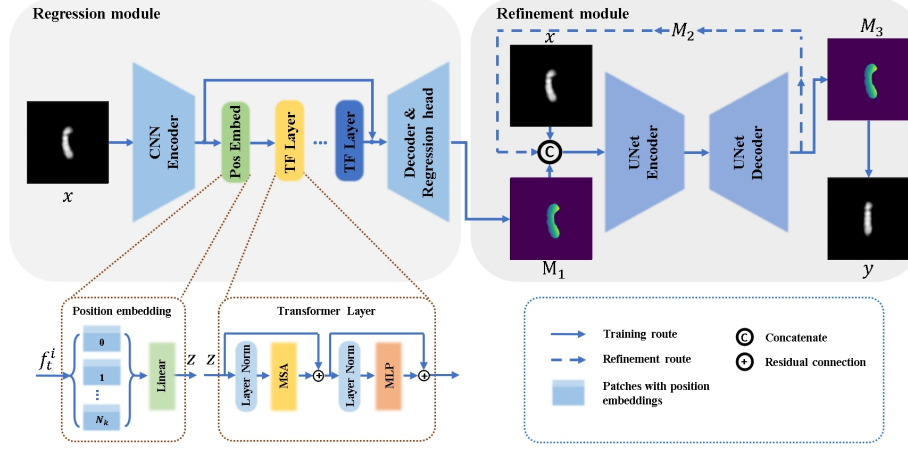 Regression module
Refinement module
x
CNN
Encoder
Pos Embed
TF Layer
...
TF Layer
Decoder &
Regression head
x
M₂
C
M₁
UNet
Encoder
UNet
Decoder
M₃
y
Position embedding
f_t^i
0
1
⋮
N_k
Linear
z
z
Transformer Layer
Layer Norm
MSA
+
Layer Norm
MLP
+
Training route
Refinement route
Patches with position
embeddings
C Concatenate
+ Residual connection